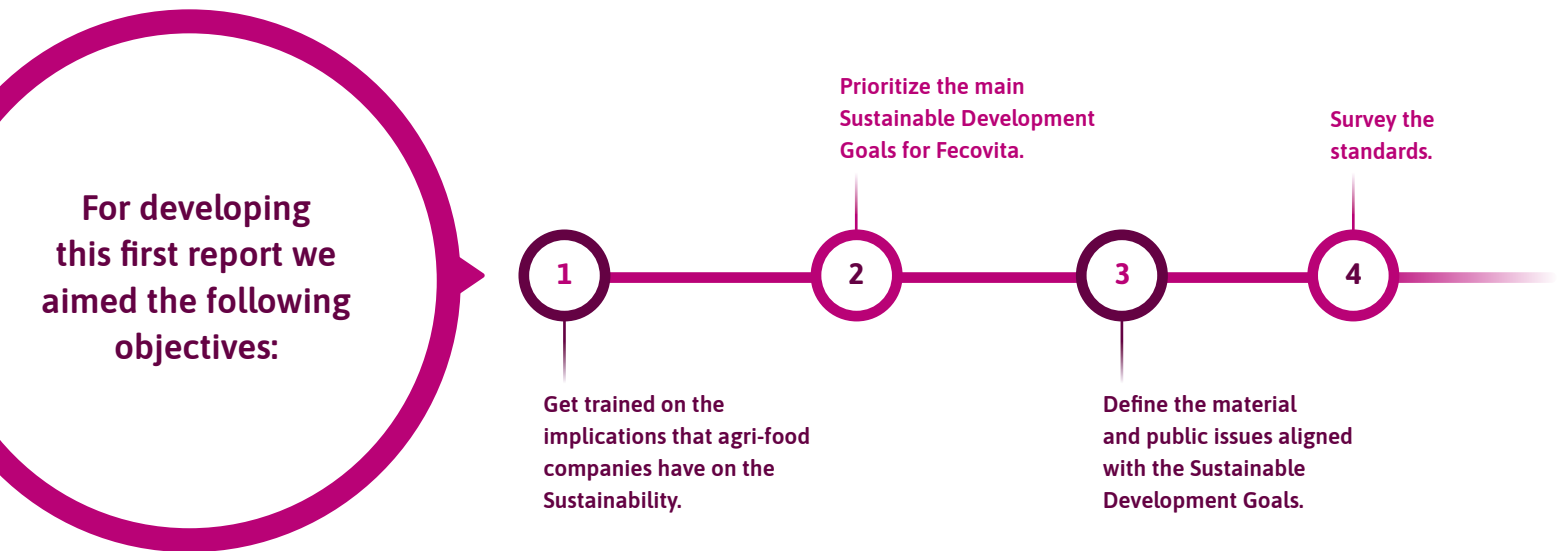 For developing
this first report we
aimed the following
objectives:
1
Get trained on the
implications that agri-food
companies have on the
Sustainability.
2
Prioritize the main
Sustainable Development
Goals for Fecovita.
3
Define the material
and public issues aligned
with the Sustainable
Development Goals.
4
Survey the
standards.